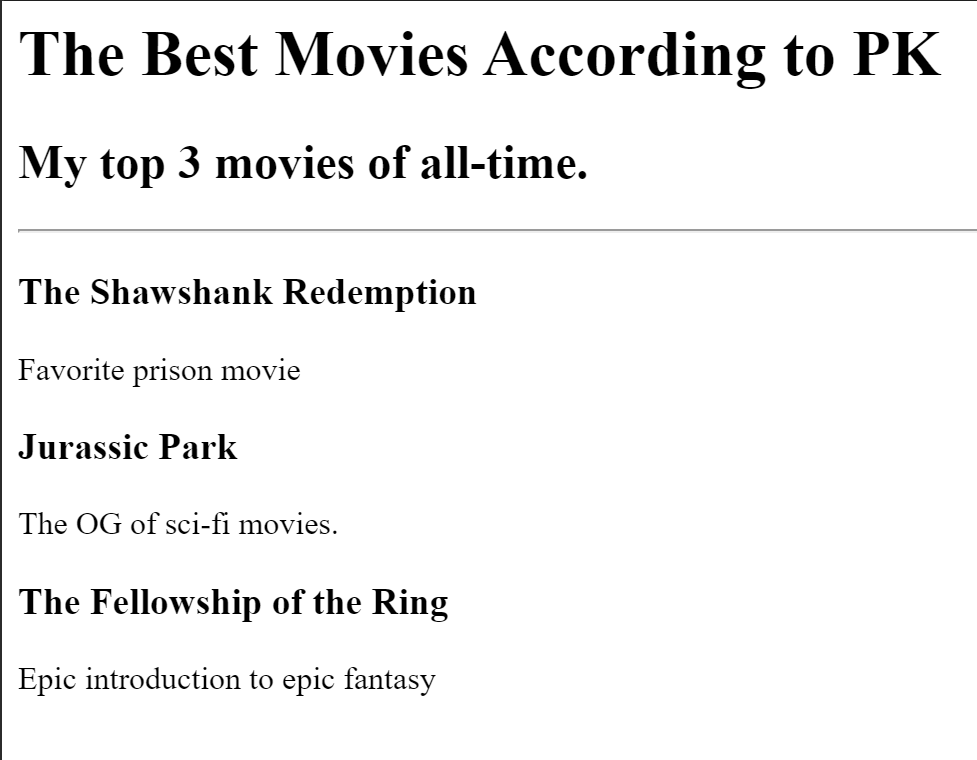 The Best Movies According to PK
My top 3 movies of all-time.
The Shawshank Redemption
Favorite prison movie
Jurassic Park
The OG of sci-fi movies.
The Fellowship of the Ring
Epic introduction to epic fantasy